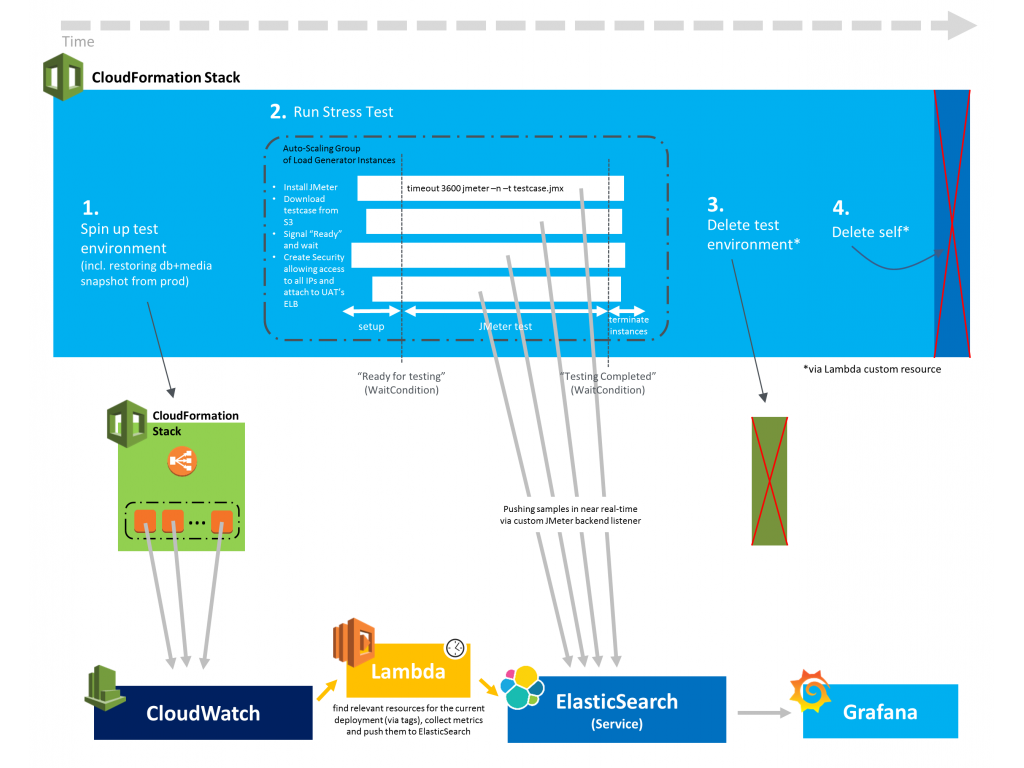 Time
CloudFormation Stack
2. Run Stress Test
Auto-Scaling Group
of Load Generator Instances
• Install JMeter
• Download
testcase from
S3
• Signal “Ready”
and wait
• Create Security
allowing access
to all IPs and
attach to UAT’s
ELB
timeout 3600 jmeter –n –t testcase.jmx
setup
JMeter test
terminate
instances
1.
Spin up test
environment
(incl. restoring db+media
snapshot from prod)
3.
Delete test
environment*
4.
Delete self*
*via Lambda custom resource
“Ready for testing”
(WaitCondition)
“Testing Completed”
(WaitCondition)
CloudFormation
Stack
Pushing samples in near real-time
via custom JMeter backend listener
CloudWatch
Lambda
find relevant resources for the current
deployment (via tags), collect metrics
and push them to ElasticSearch
ElasticSearch
(Service)
Grafana